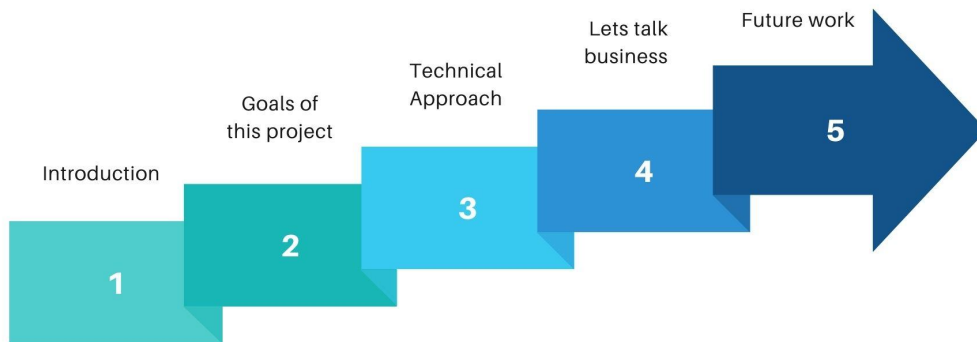 Introduction
1
Goals of
this project
2
Technical
Approach
3
Lets talk
business
4
Future work
5